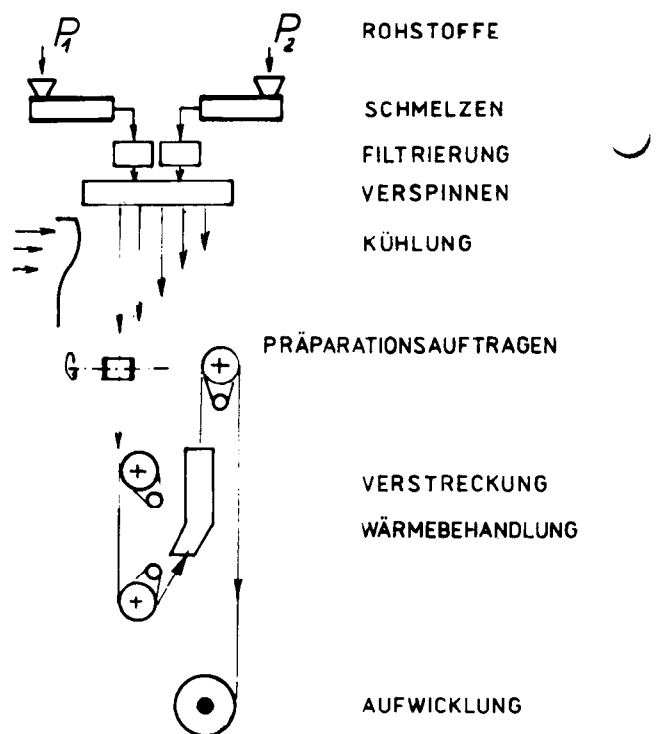 P1 P2 ROHSTOFFE
SCHMELZEN
FILTRIERUNG
VERSPINNEN
KÜHLUNG
PRÄPARATIONSAUFTRAGEN
VERSTRECKUNG
WÄRMEBEHANDLUNG
AUFWICKLUNG